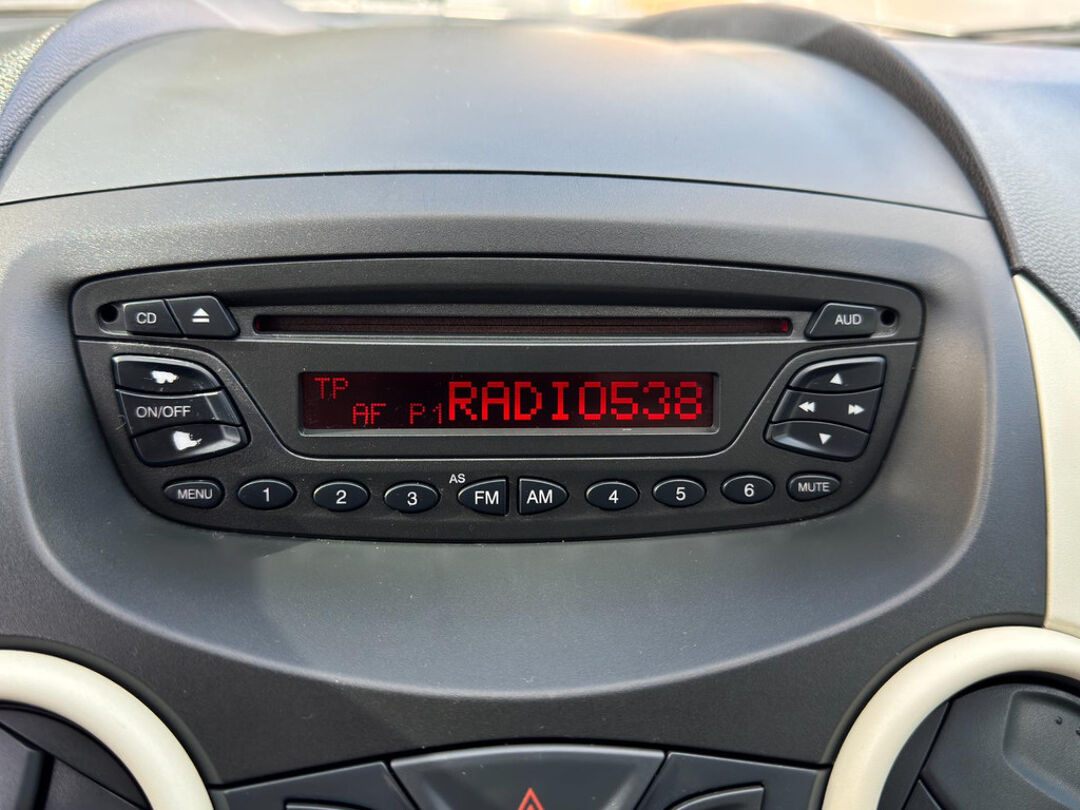 CD
AUD
TP
AF P1 RADIO538
ON/OFF
MENU 1 2 3 AS FM AM 4 5 6 MUTE